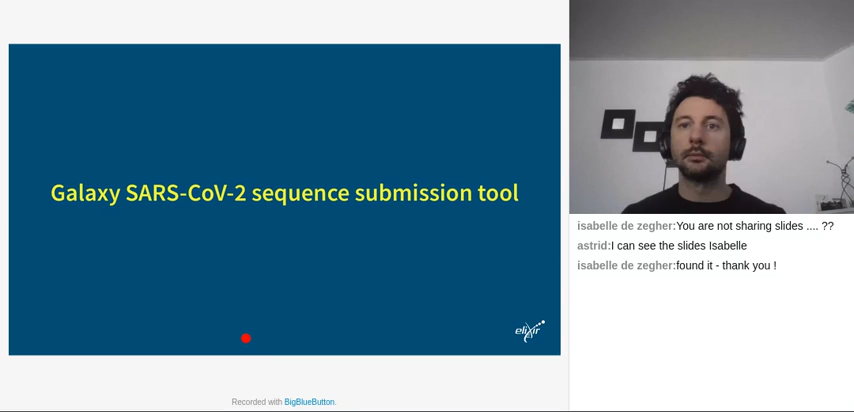 Galaxy SARS-CoV-2 sequence submission tool
elixir
Recorded with BigBlueButton.
isabelle de zegher:You are not sharing slides .... ??
astrid:I can see the slides Isabelle
isabelle de zegher:found it - thank you !